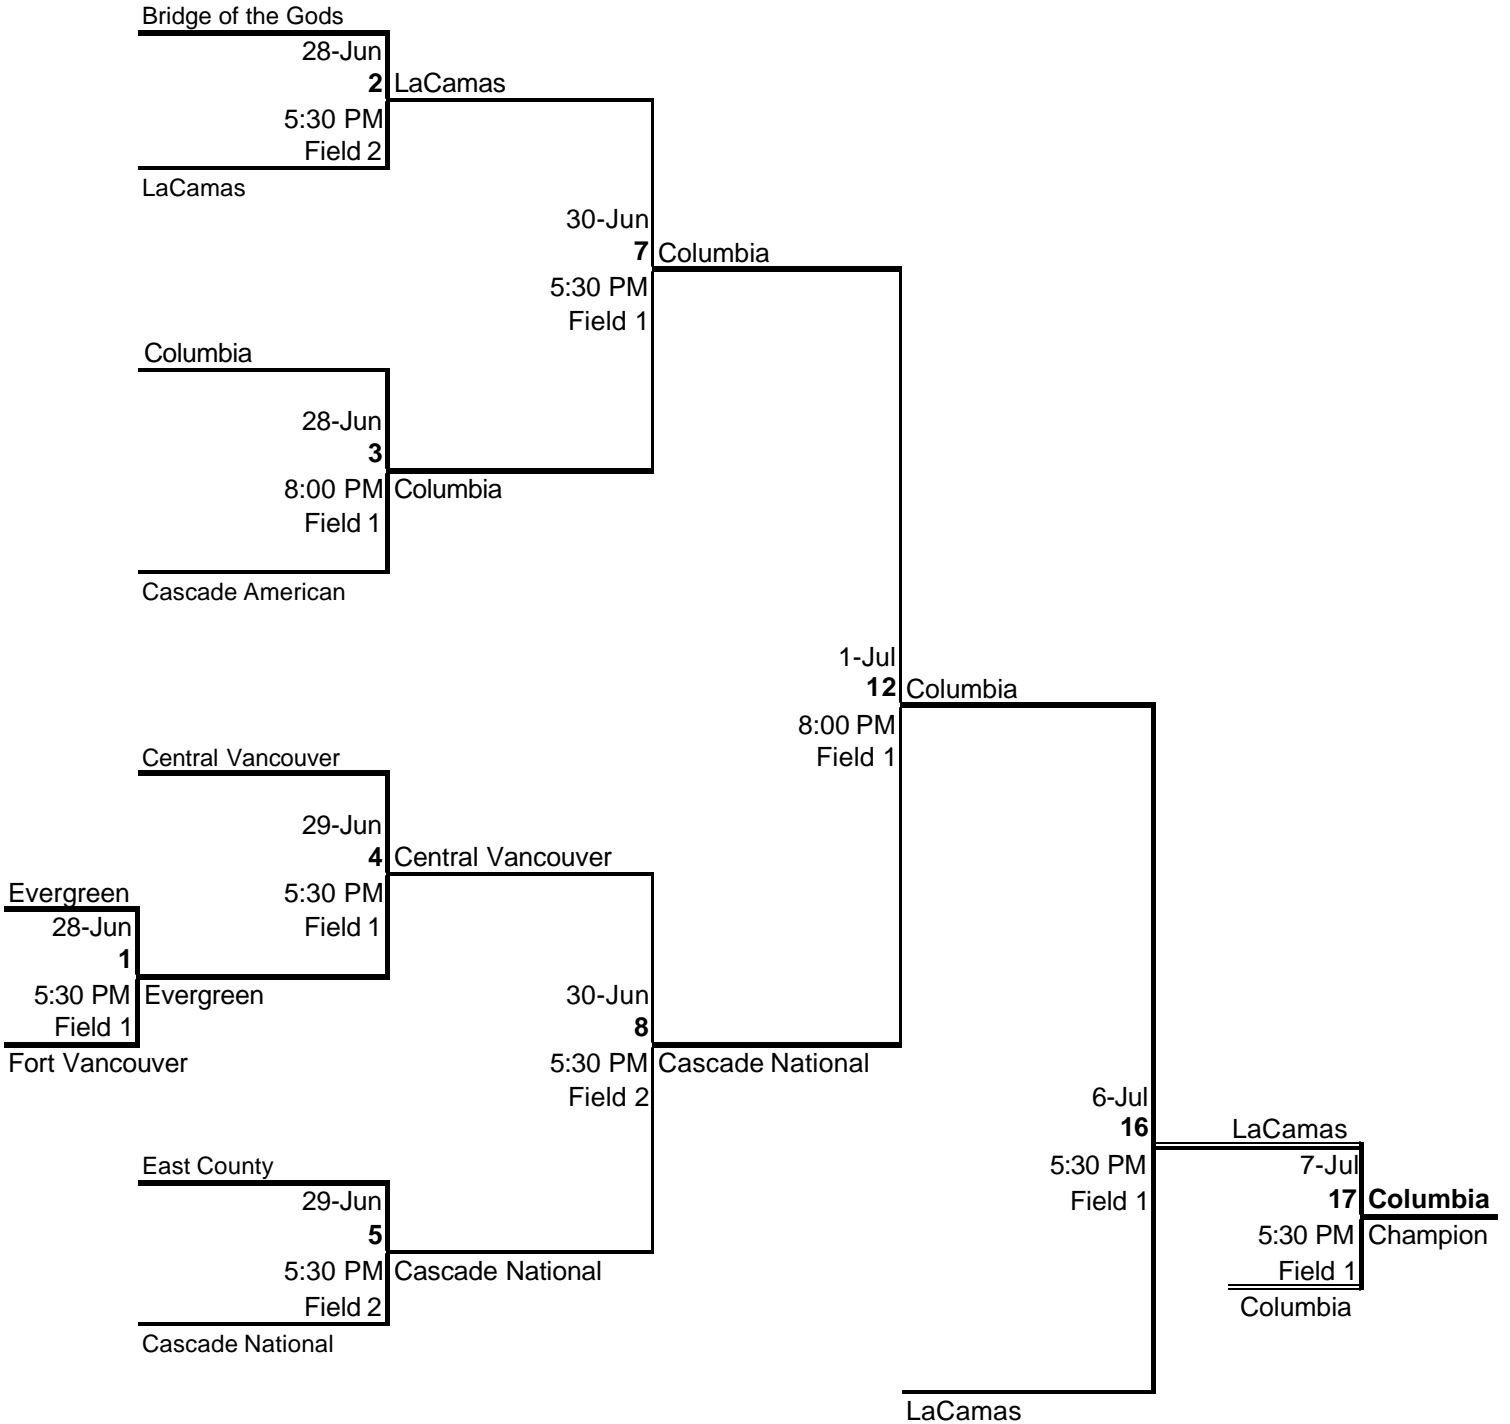 Bridge of the Gods
28-Jun
2 LaCamas
5:30 PM
Field 2
LaCamas
30-Jun
7 Columbia
5:30 PM
Field 1
Columbia
28-Jun
3
8:00 PM Columbia
Field 1
Cascade American
1-Jul
12 Columbia
8:00 PM
Field 1
Central Vancouver
29-Jun
4 Central Vancouver
5:30 PM
Field 1
Evergreen
28-Jun
1
5:30 PM Evergreen
Field 1
Fort Vancouver
30-Jun
8
5:30 PM Cascade National
Field 2
East County
29-Jun
5
5:30 PM Cascade National
Field 2
Cascade National
6-Jul
16
5:30 PM
Field 1
LaCamas
LaCamas
7-Jul
17 Columbia
5:30 PM Champion
Field 1
Columbia